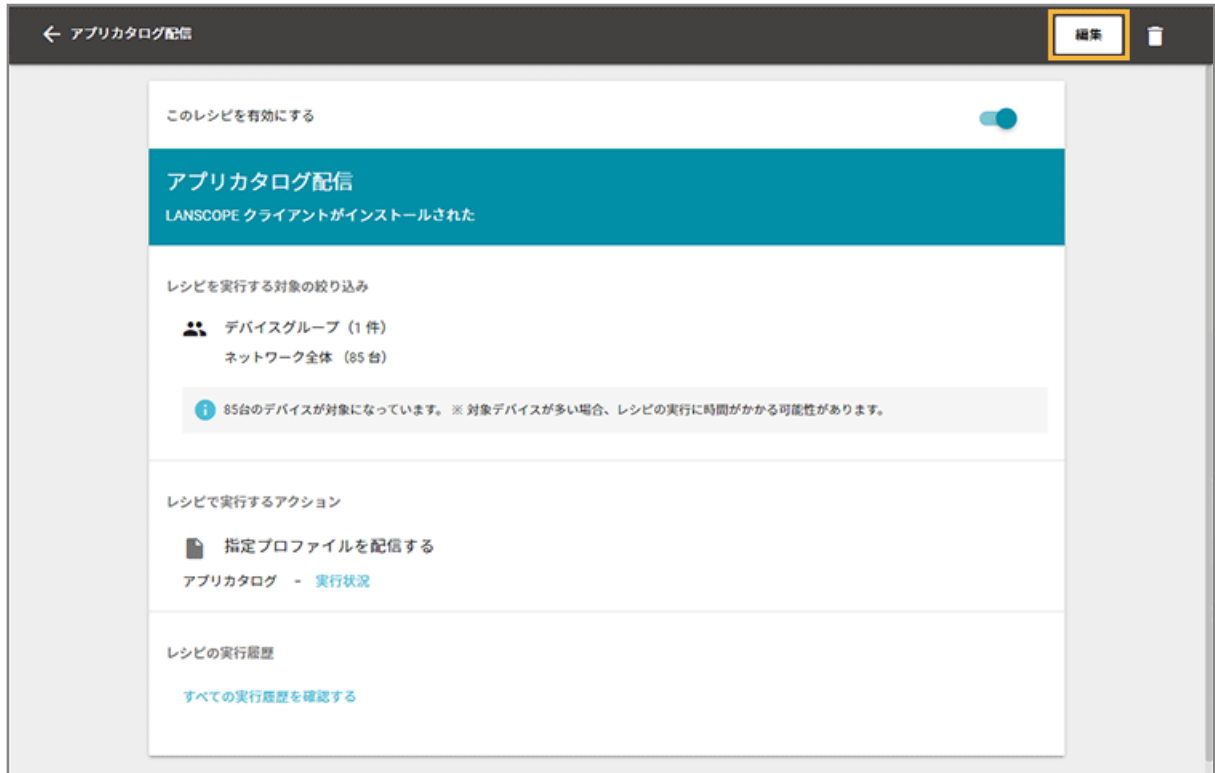 アプリカタログ配信
編集
このレシピを有効にする
アプリカタログ配信
LANSCOPE クライアントがインストールされた
レシピを実行する対象の絞り込み
デバイスグループ（1 件）
ネットワーク全体 （85 台）
85台のデバイスが対象になっています。 ※ 対象デバイスが多い場合、レシピの実行に時間がかかる可能性があります。
レシピで実行するアクション
指定プロファイルを配信する
アプリカタログ - 実行状況
レシピの実行履歴
すべての実行履歴を確認する